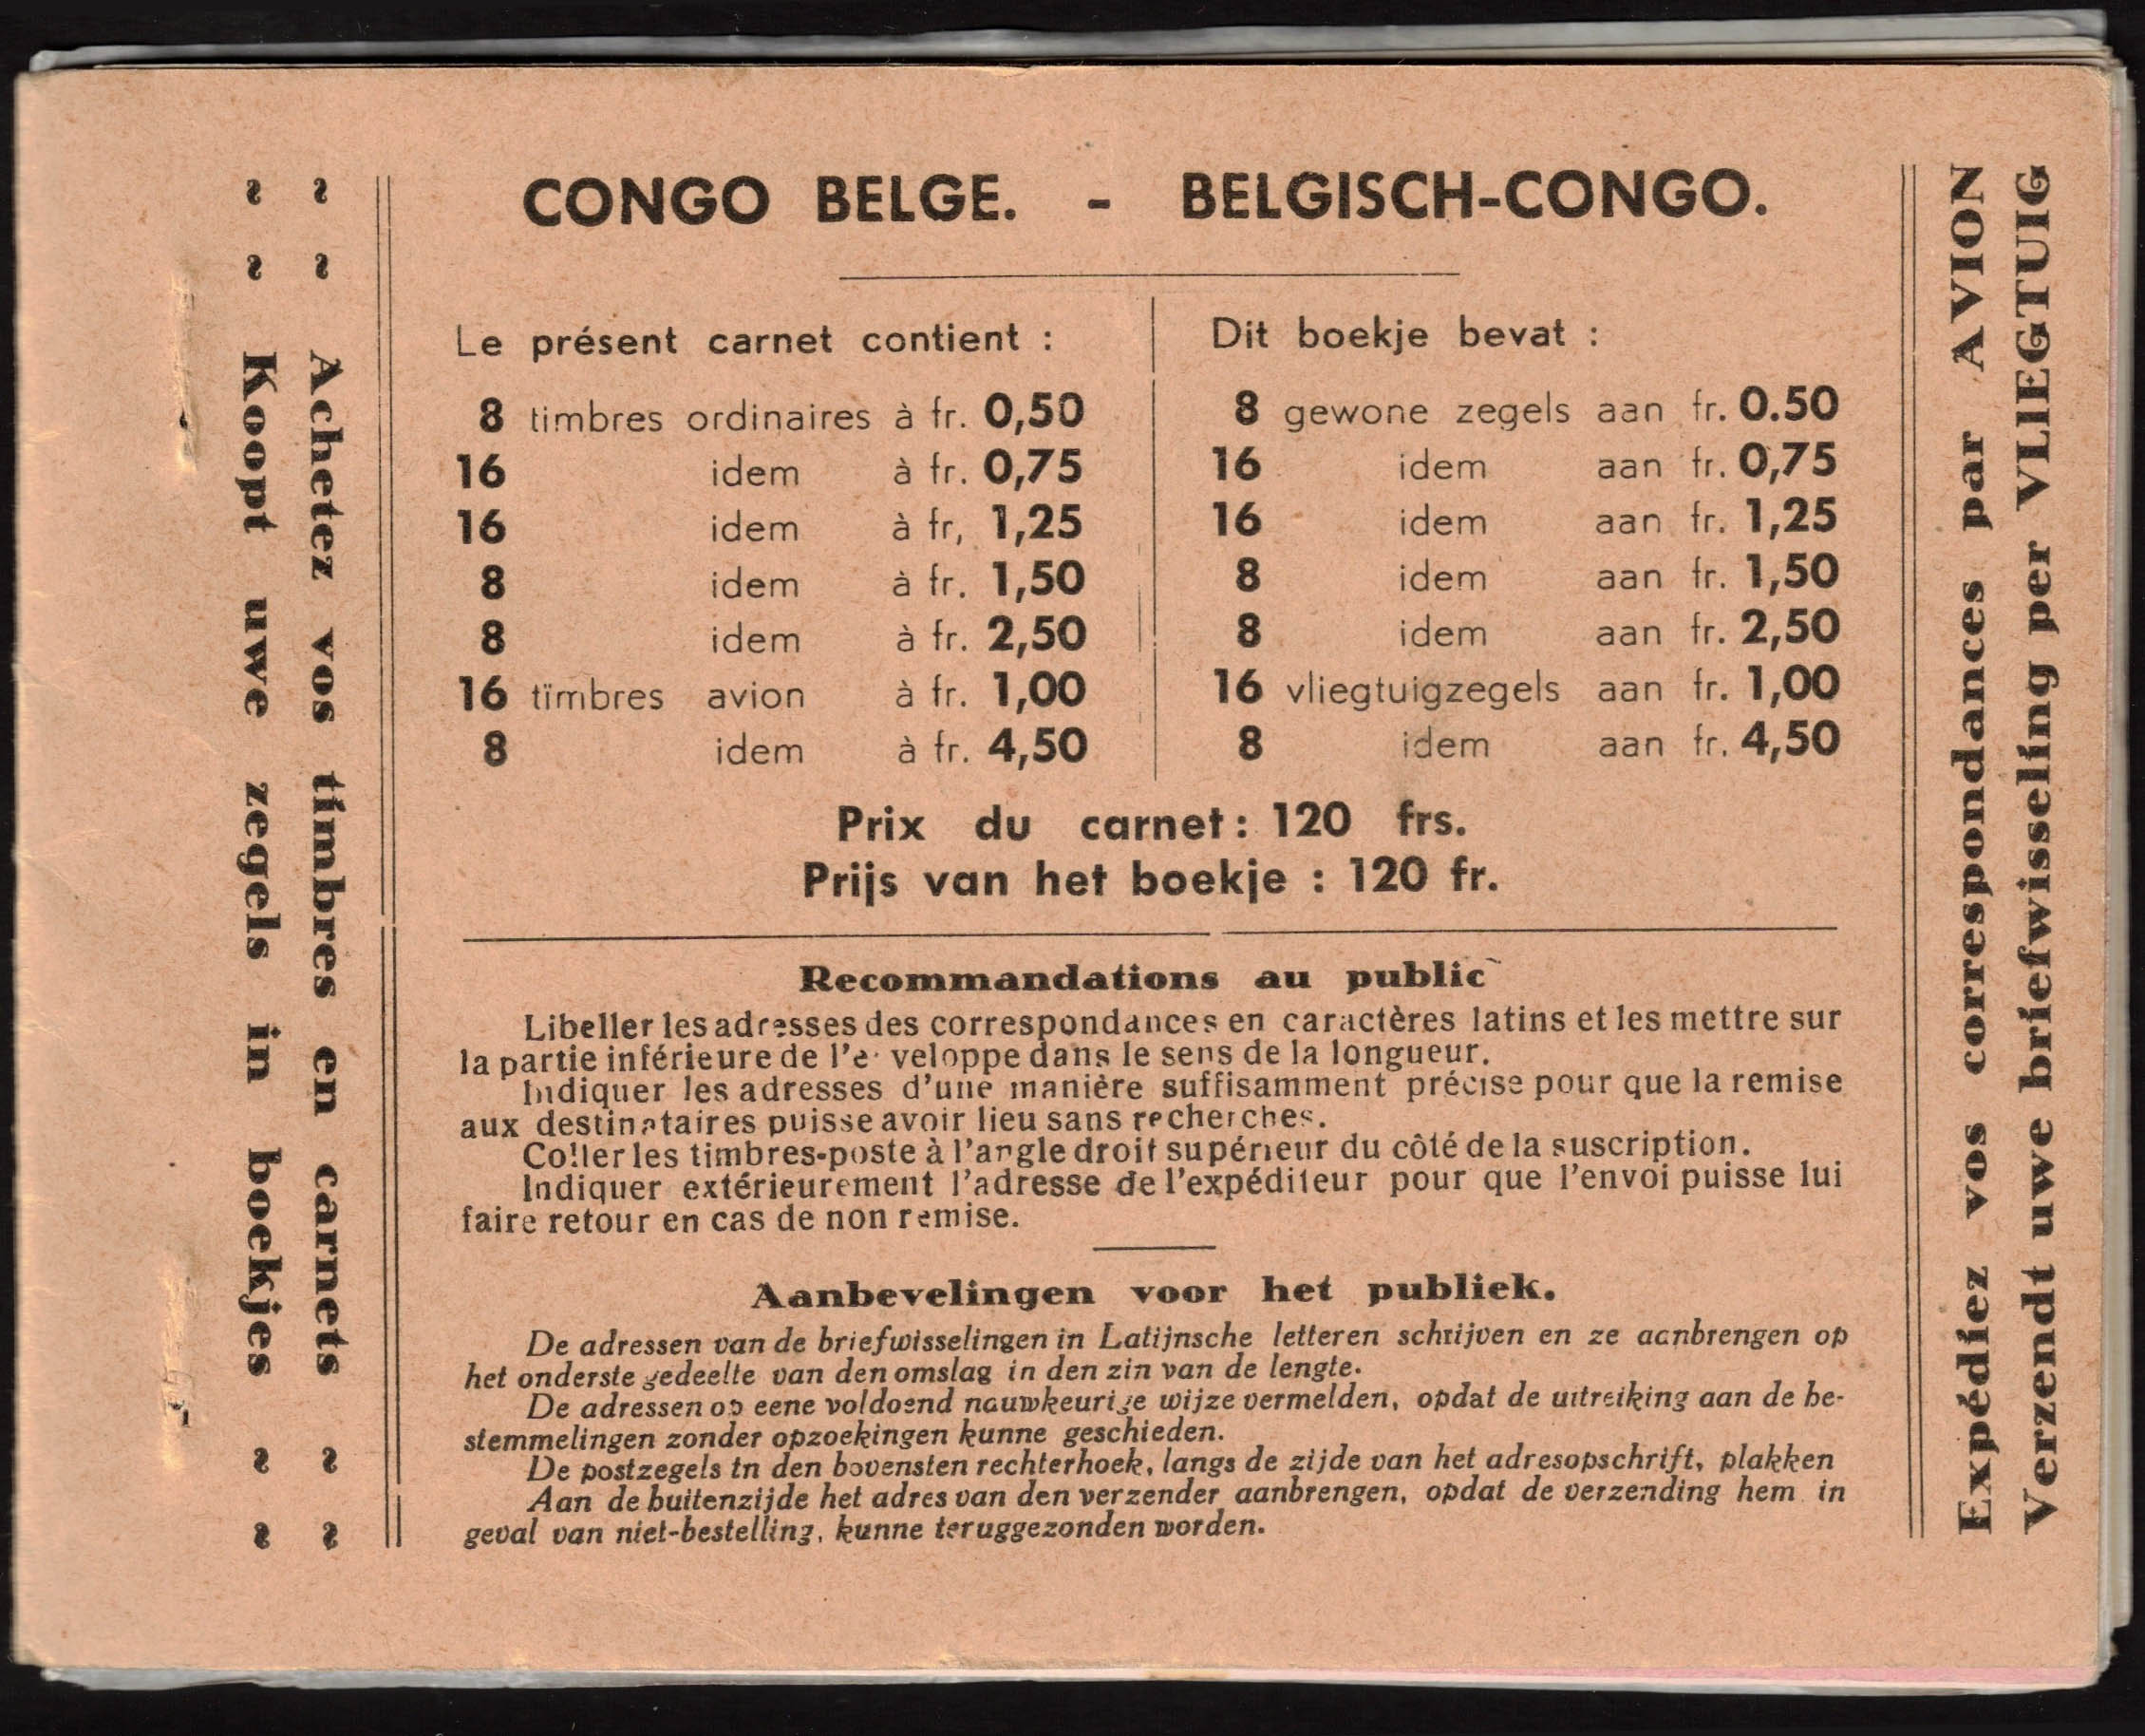 CONGO BELGE. - BELGISCH-CONGO.
Le présent carnet contient :
8 timbres ordinaires à fr. 0,50
16 idem à fr. 0,75
16 idem à fr, 1,25
8 idem à fr. 1,50
8 idem à fr. 2,50
16 tïmbres avion à fr. 1,00
8 idem à fr. 4,50
Dit boekje bevat :
8 gewone zegels aan fr. 0.50
16 idem aan fr. 0,75
16 idem aan fr. 1,25
8 idem aan fr. 1,50
8 idem aan fr. 2,50
16 vliegtuigzegels aan fr. 1,00
8 idem aan fr. 4,50
Prix du carnet : 120 frs.
Prijs van het boekje : 120 fr.
Recommandations au public
Libeller les adresses des correspondances en caractères latins et les mettre sur
la partie inférieure de l'e veloppe dans le sens de la longueur.
Indiquer les adresses d'une manière suffisamment précise pour que la remise
aux destinataires puisse avoir lieu sans recherches.
Coller les timbres-poste à l'angle droit supérieur du côté de la suscription.
Indiquer extérieurement l'adresse de l'expéditeur pour que l'envoi puisse lui
faire retour en cas de non remise.
Aanbevelingen voor het publiek.
De adressen van de briefwisselingen in Latijnsche letteren schrijven en ze aanbrengen op
het onderste gedeelte van den omslag in den zin van de lengte.
De adressen op eene voldoend nauwkeurige wijze vermelden, opdat de uitreiking aan de be-
stemmelingen zonder opzoekingen kunne geschieden.
De postzegels in den bovensten rechterhoek, langs de zijde van het adresopschrift, plakken
Aan de buitenzijde het adres van den verzender aanbrengen, opdat de verzending hem in
geval van niet-bestelling, kunne teruggezonden worden.
Achetez vos timbres en carnets
Koopt uwe zegels in boekjes
Expédiez vos correspondances par AVION
Verzendt uwe briefwisseling per VLIEGTUIG